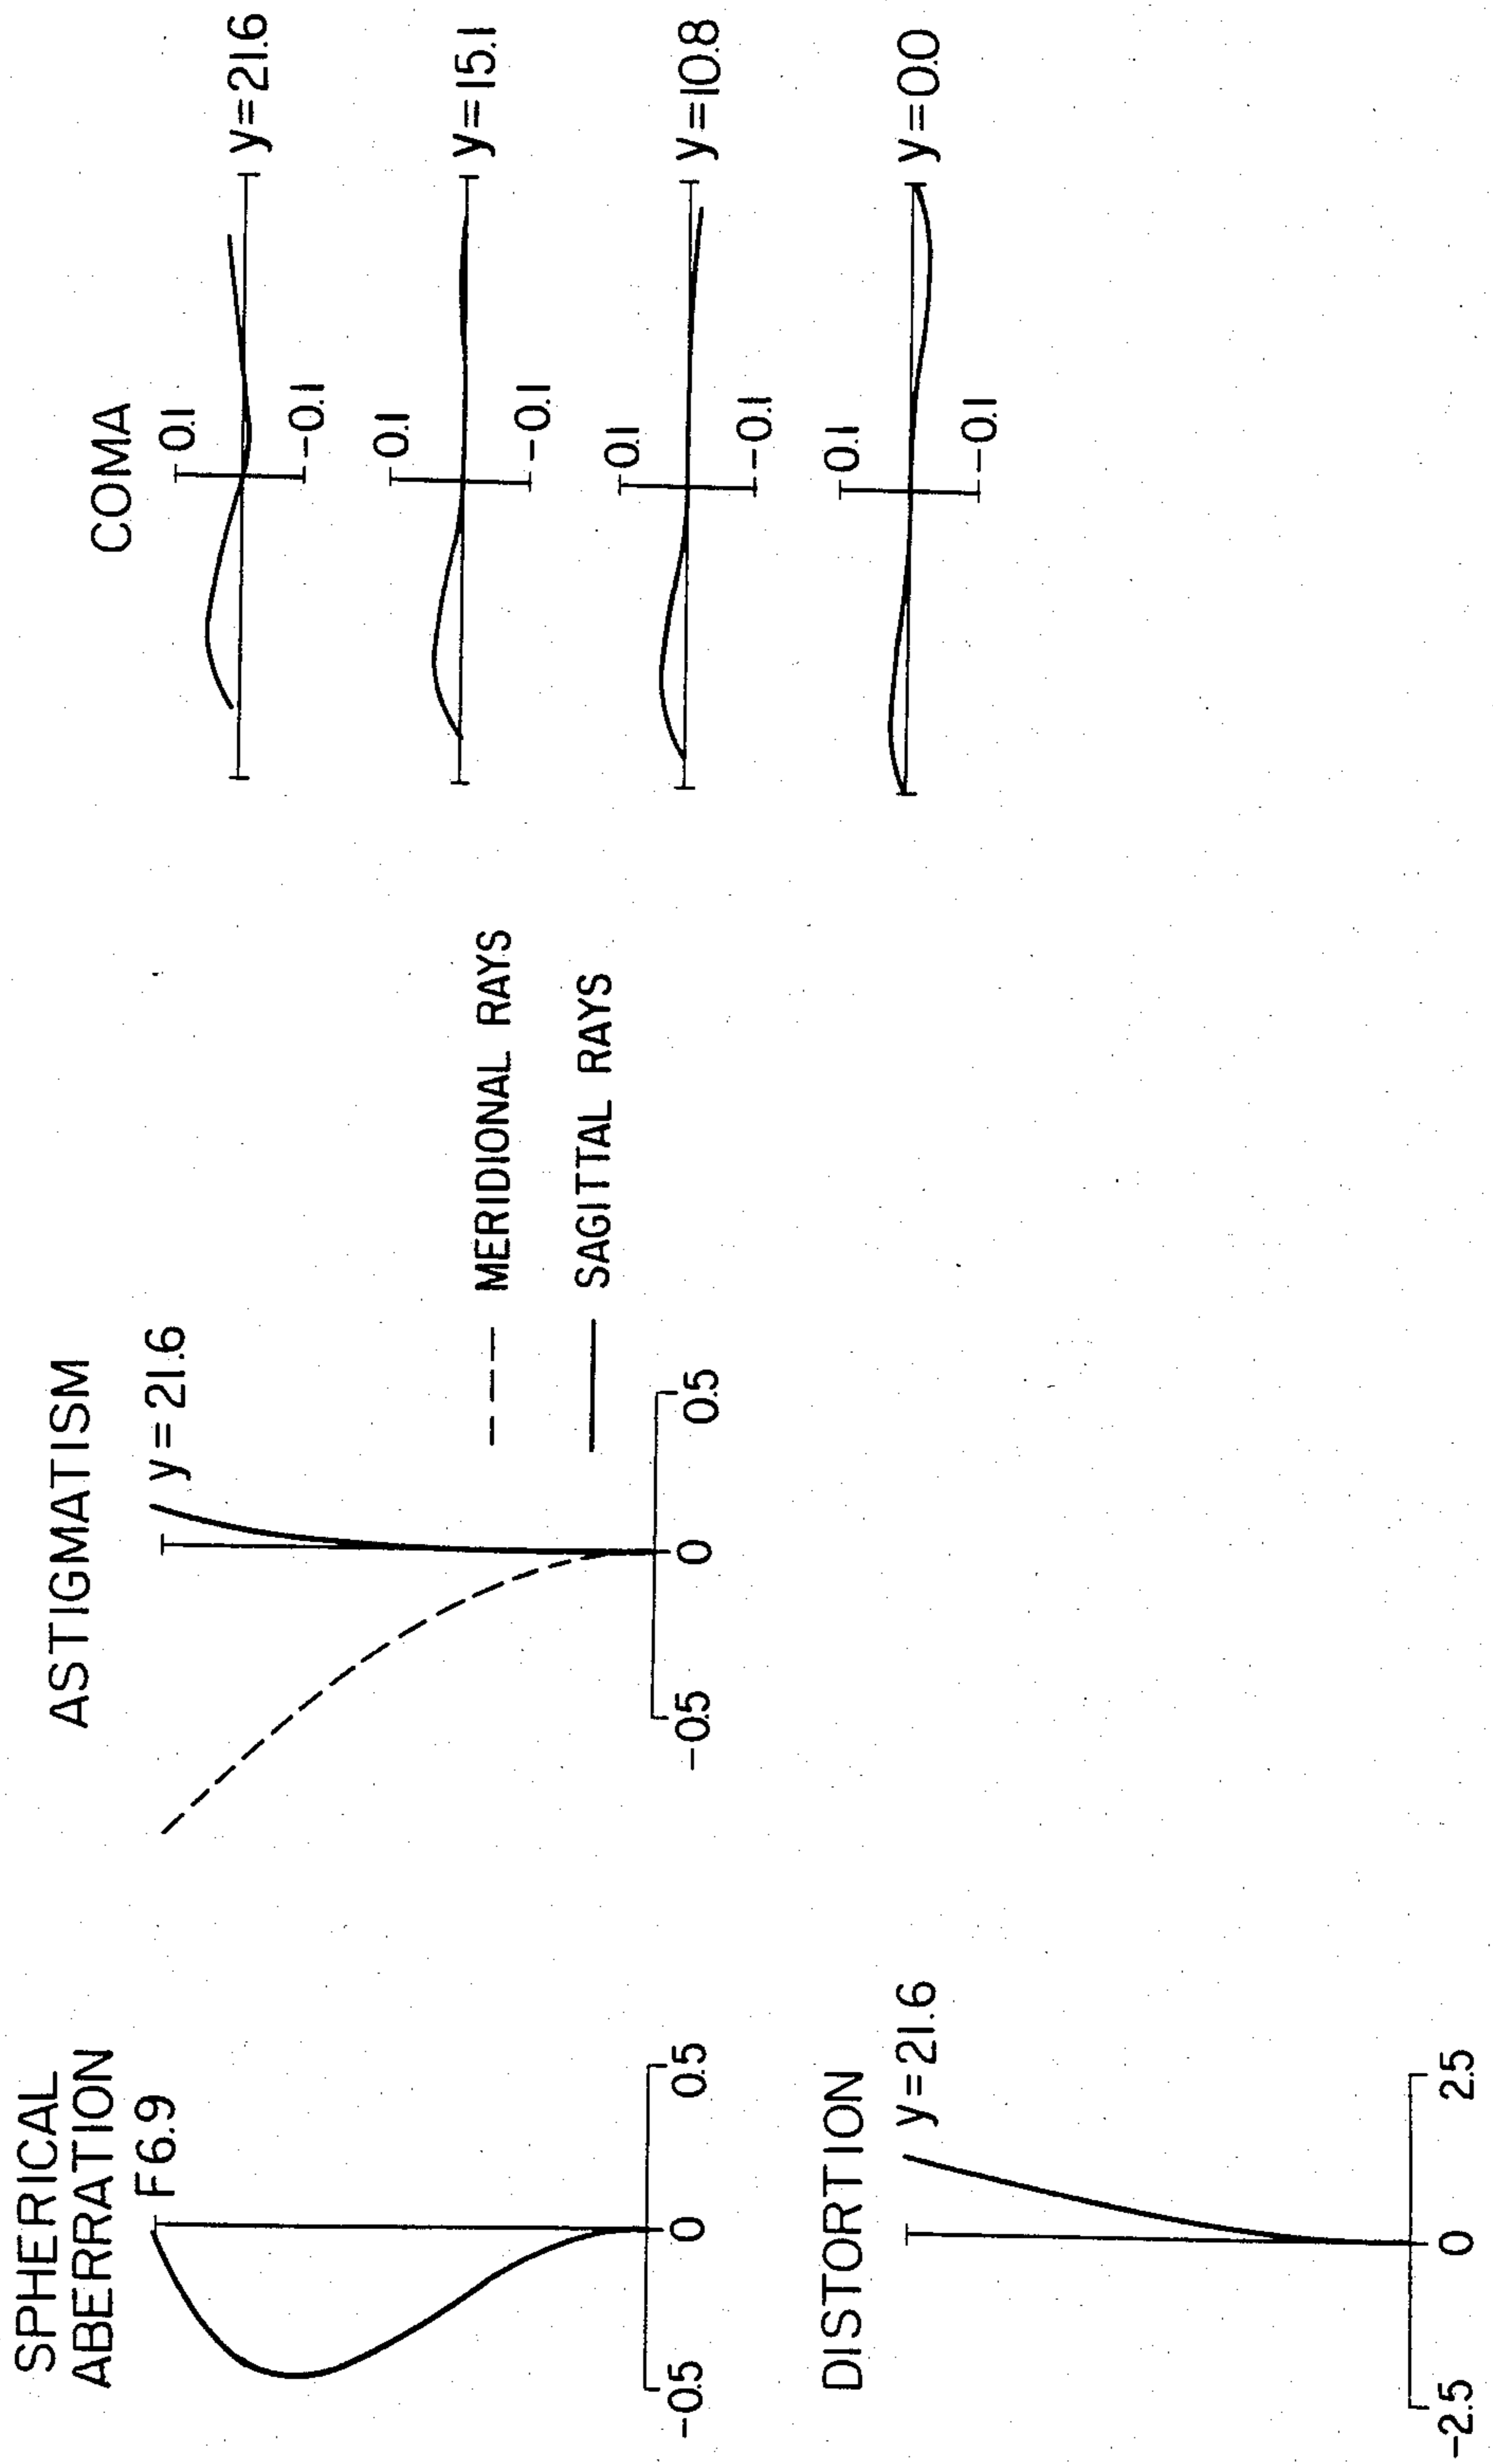 SPHERICAL
ABERRATION
F6.9
-0.5 0 0.5
ASTIGMATISM
y=21.6
-0.5 0 0.5
--- MERIDIONAL RAYS
— SAGITTAL RAYS
COMA
0.1
-0.1
y=21.6
0.1
-0.1
y=15.1
0.1
-0.1
y=10.8
0.1
-0.1
y=0.0
DISTORTION
y=21.6
-2.5 0 2.5